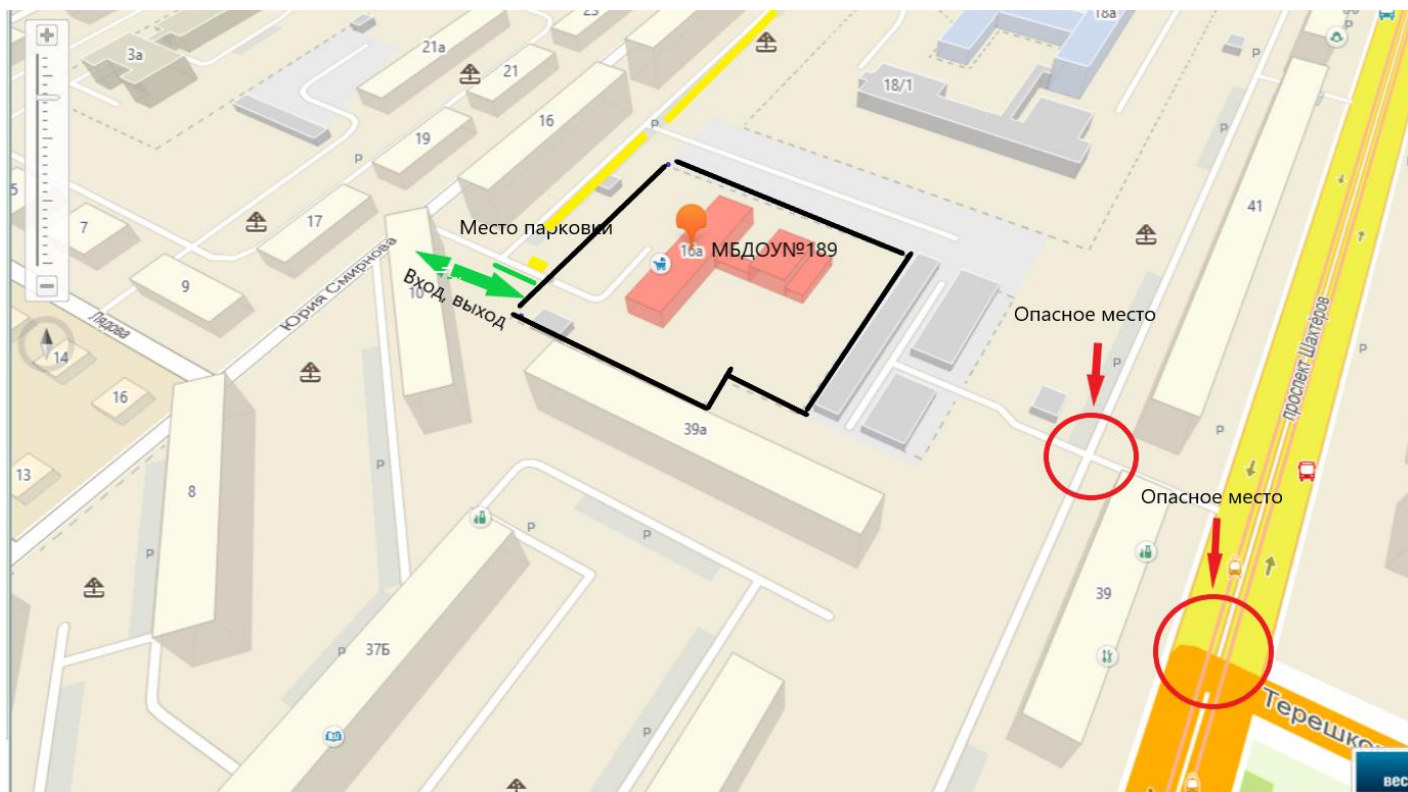 18а
23
21а
3а
21
18/1
16
P
19
P
P
P
41
17
Место парковки
7
16а
МБДОУ№189
Юрия Смирнова
Вход, выход
10
9
Лядова
Опасное место
14
проспект Шахтёров
P
P
16
39а
P
13
P
8
Опасное место
P
P
P
39
37Б
P
Терешко
P
вес